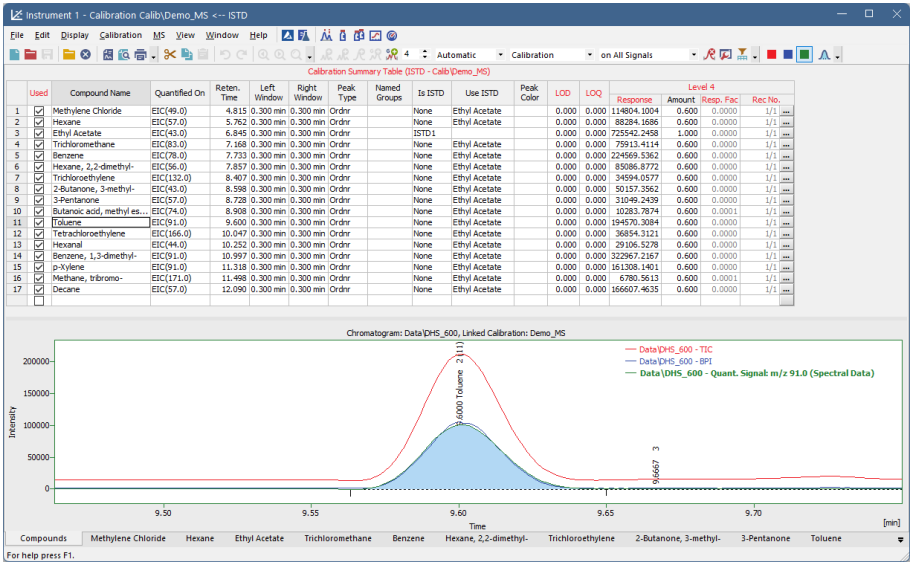 Instrument 1 - Calibration Calib\Demo_MS <-- ISTD
File Edit Display Calibration MS View Window Help
4 Automatic Calibration on All Signals
Calibration Summary Table (ISTD - Calib\Demo_MS)
Used Compound Name Quantified On Reten. Time Left Window Right Window Peak Type Named Groups Is ISTD Use ISTD Peak Color LOD LOQ Level 4
Response Amount Resp. Fac Rec No.
1 Methylene Chloride EIC(49.0) 4.815 0.300 min 0.300 min Ordnr None Ethyl Acetate 0.000 0.000 114804.1004 0.600 0.0000 1/1 ...
2 Hexane EIC(57.0) 5.762 0.300 min 0.300 min Ordnr None Ethyl Acetate 0.000 0.000 88284.1686 0.600 0.0000 1/1 ...
3 Ethyl Acetate EIC(43.0) 6.845 0.300 min 0.300 min Ordnr ISTD1 0.000 0.000 725542.2458 1.000 0.0000 1/1 ...
4 Trichloromethane EIC(83.0) 7.168 0.300 min 0.300 min Ordnr None Ethyl Acetate 0.000 0.000 75913.4114 0.600 0.0000 1/1 ...
5 Benzene EIC(78.0) 7.733 0.300 min 0.300 min Ordnr None Ethyl Acetate 0.000 0.000 224569.5362 0.600 0.0000 1/1 ...
6 Hexane, 2,2-dimethyl- EIC(56.0) 7.857 0.300 min 0.300 min Ordnr None Ethyl Acetate 0.000 0.000 85086.8772 0.600 0.0000 1/1 ...
7 Trichloroethylene EIC(132.0) 8.407 0.300 min 0.300 min Ordnr None Ethyl Acetate 0.000 0.000 34594.0577 0.600 0.0000 1/1 ...
8 2-Butanone, 3-methyl- EIC(43.0) 8.598 0.300 min 0.300 min Ordnr None Ethyl Acetate 0.000 0.000 50157.3562 0.600 0.0000 1/1 ...
9 3-Pentanone EIC(57.0) 8.728 0.300 min 0.300 min Ordnr None Ethyl Acetate 0.000 0.000 31049.2439 0.600 0.0000 1/1 ...
10 Butanoic acid, methyl es... EIC(74.0) 8.908 0.300 min 0.300 min Ordnr None Ethyl Acetate 0.000 0.000 10283.7874 0.600 0.0001 1/1 ...
11 Toluene EIC(91.0) 9.600 0.300 min 0.300 min Ordnr None Ethyl Acetate 0.000 0.000 194570.3084 0.600 0.0000 1/1 ...
12 Tetrachloroethylene EIC(166.0) 10.047 0.300 min 0.300 min Ordnr None Ethyl Acetate 0.000 0.000 36854.3121 0.600 0.0000 1/1 ...
13 Hexanal EIC(44.0) 10.252 0.300 min 0.300 min Ordnr None Ethyl Acetate 0.000 0.000 29106.5278 0.600 0.0000 1/1 ...
14 Benzene, 1,3-dimethyl- EIC(91.0) 10.997 0.300 min 0.300 min Ordnr None Ethyl Acetate 0.000 0.000 322967.2167 0.600 0.0000 1/1 ...
15 p-Xylene EIC(91.0) 11.318 0.300 min 0.300 min Ordnr None Ethyl Acetate 0.000 0.000 161308.1401 0.600 0.0000 1/1 ...
16 Methane, tribromo- EIC(171.0) 11.498 0.300 min 0.300 min Ordnr None Ethyl Acetate 0.000 0.000 6780.5613 0.600 0.0001 1/1 ...
17 Decane EIC(57.0) 12.090 0.300 min 0.300 min Ordnr None Ethyl Acetate 0.000 0.000 166607.4635 0.600 0.0000 1/1 ...
Chromatogram: Data\DHS_600, Linked Calibration: Demo_MS
Data\DHS_600 - TIC
Data\DHS_600 - BPI
Data\DHS_600 - Quant. Signal: m/z 91.0 (Spectral Data)
Intensity
200000
150000
100000
50000
0
9.6000 Toluene 2 (11)
9.6667 3
9.50 9.55 9.60 9.65 9.70
Time [min]
Compounds Methylene Chloride Hexane Ethyl Acetate Trichloromethane Benzene Hexane, 2,2-dimethyl- Trichloroethylene 2-Butanone, 3-methyl- 3-Pentanone Toluene
For help press F1.